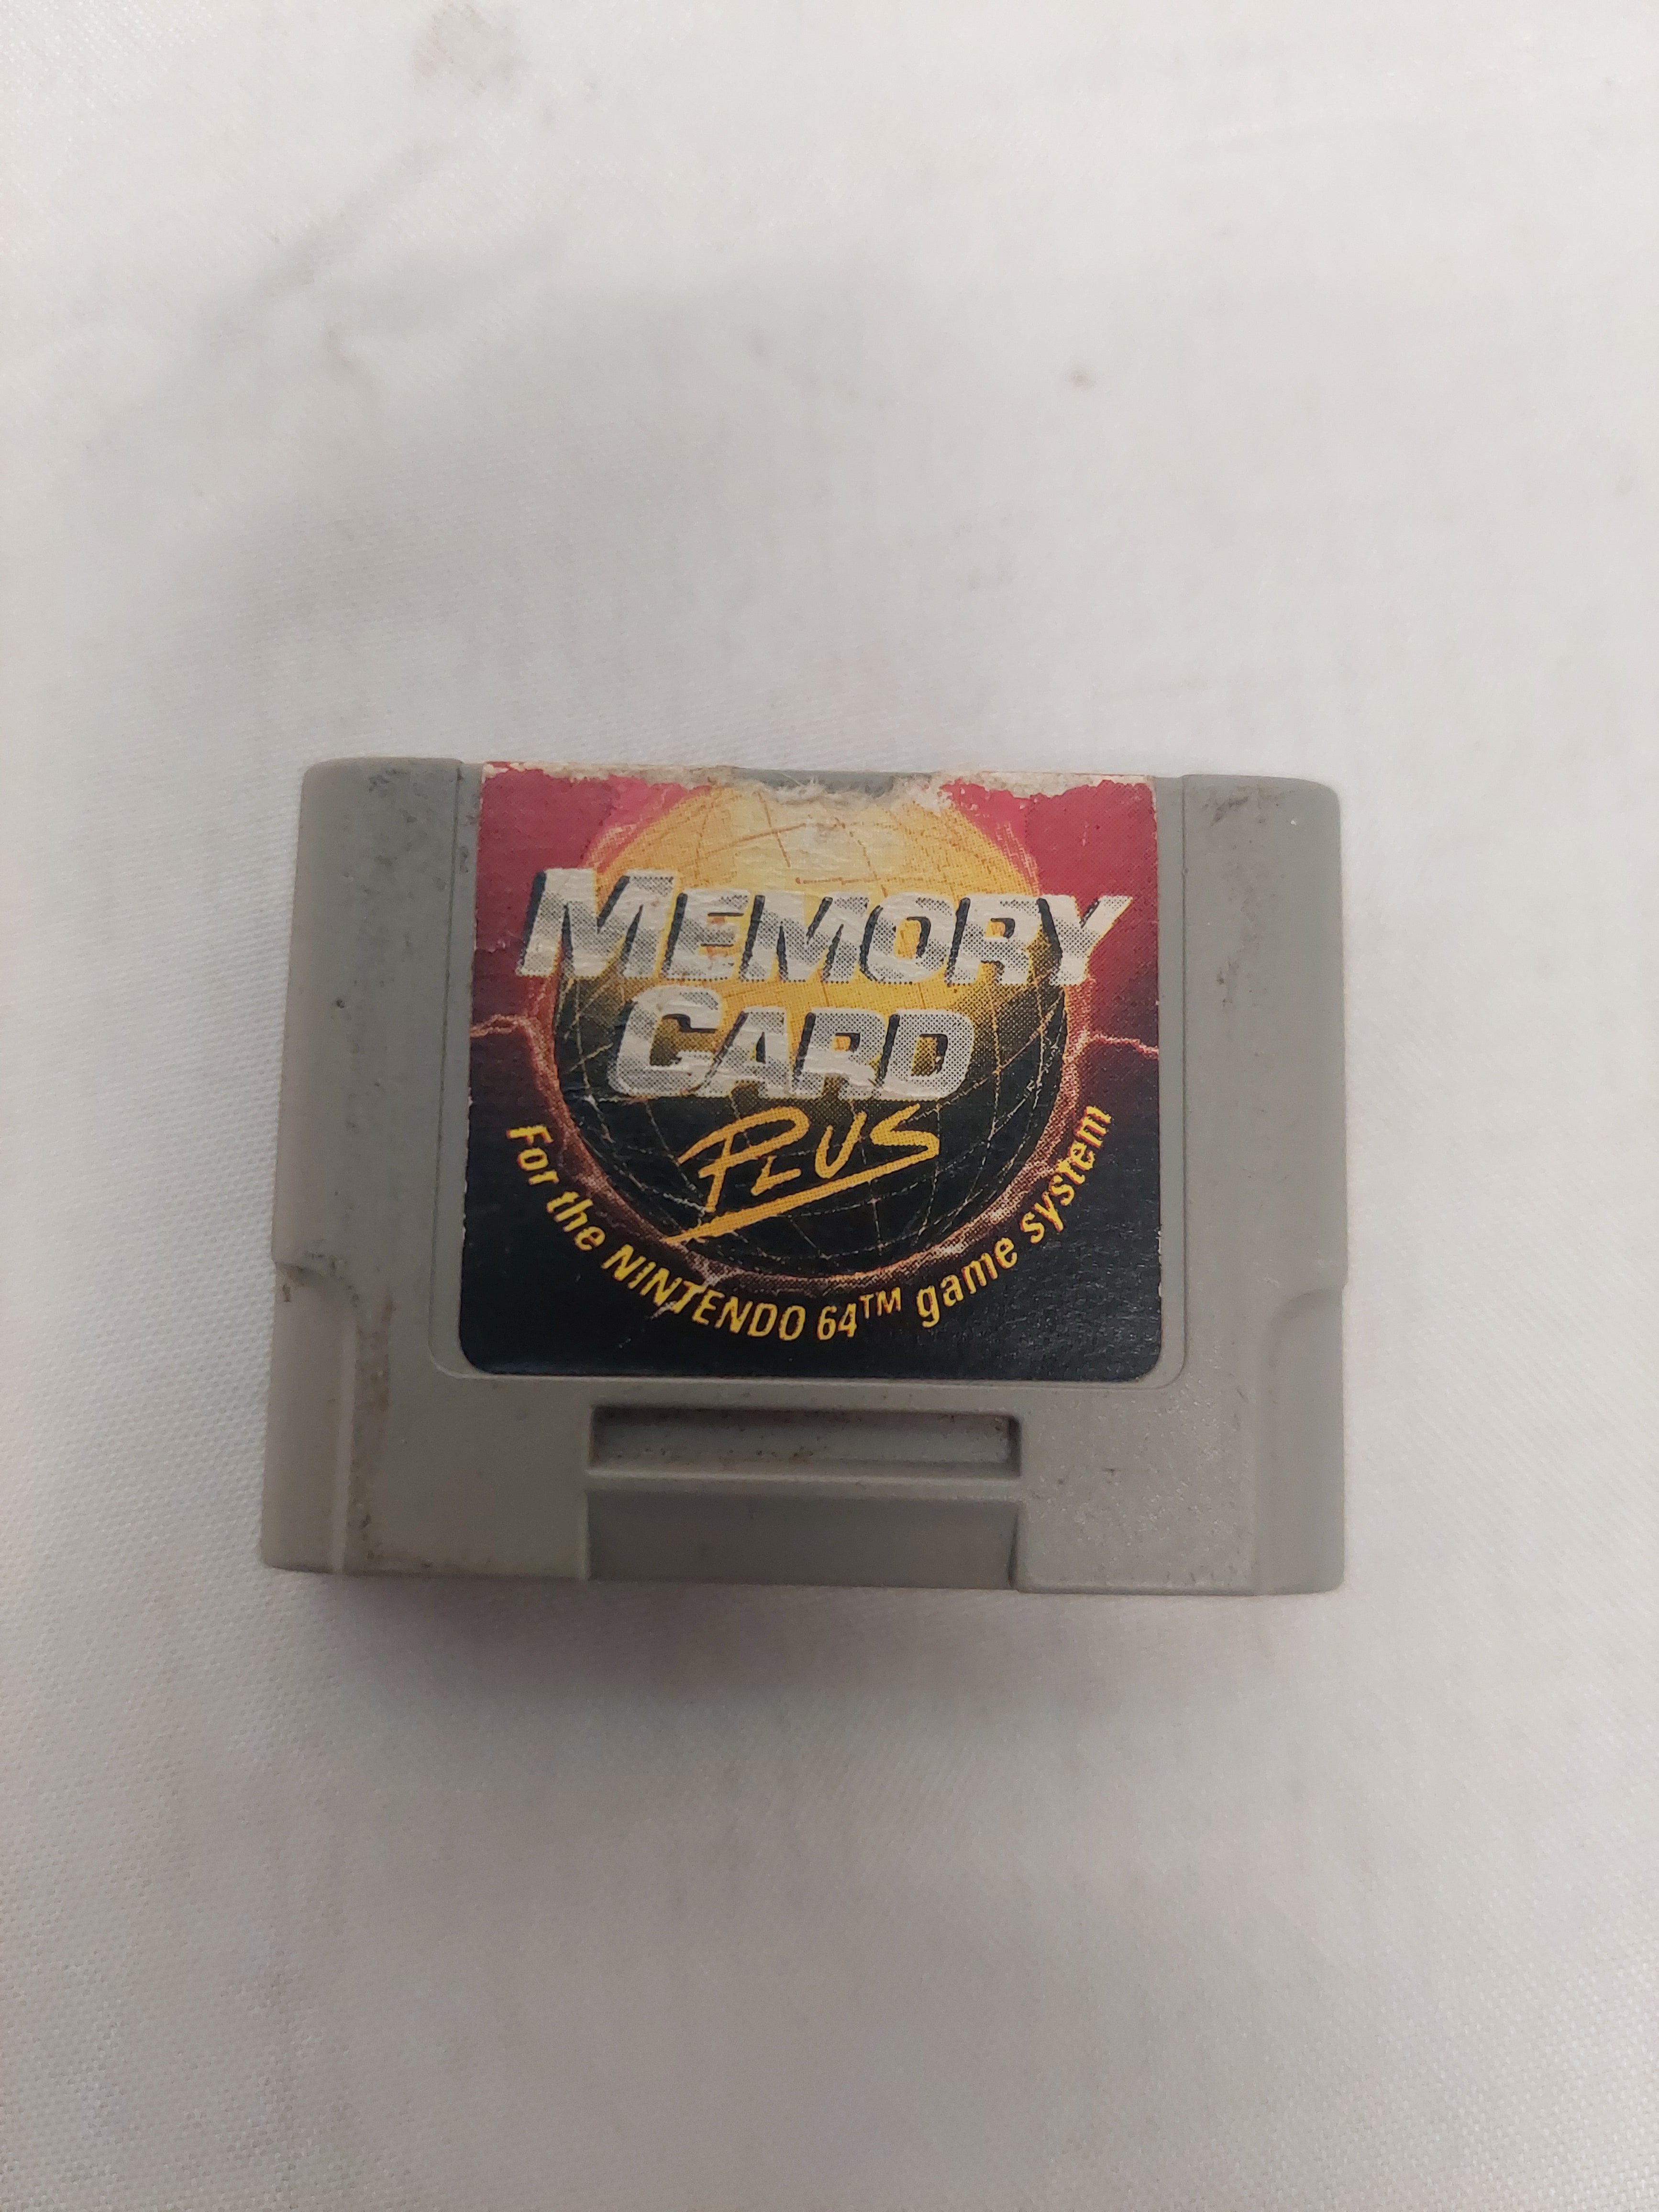 MEMORY
CARD
PLUS
For the NINTENDO 64™ game system